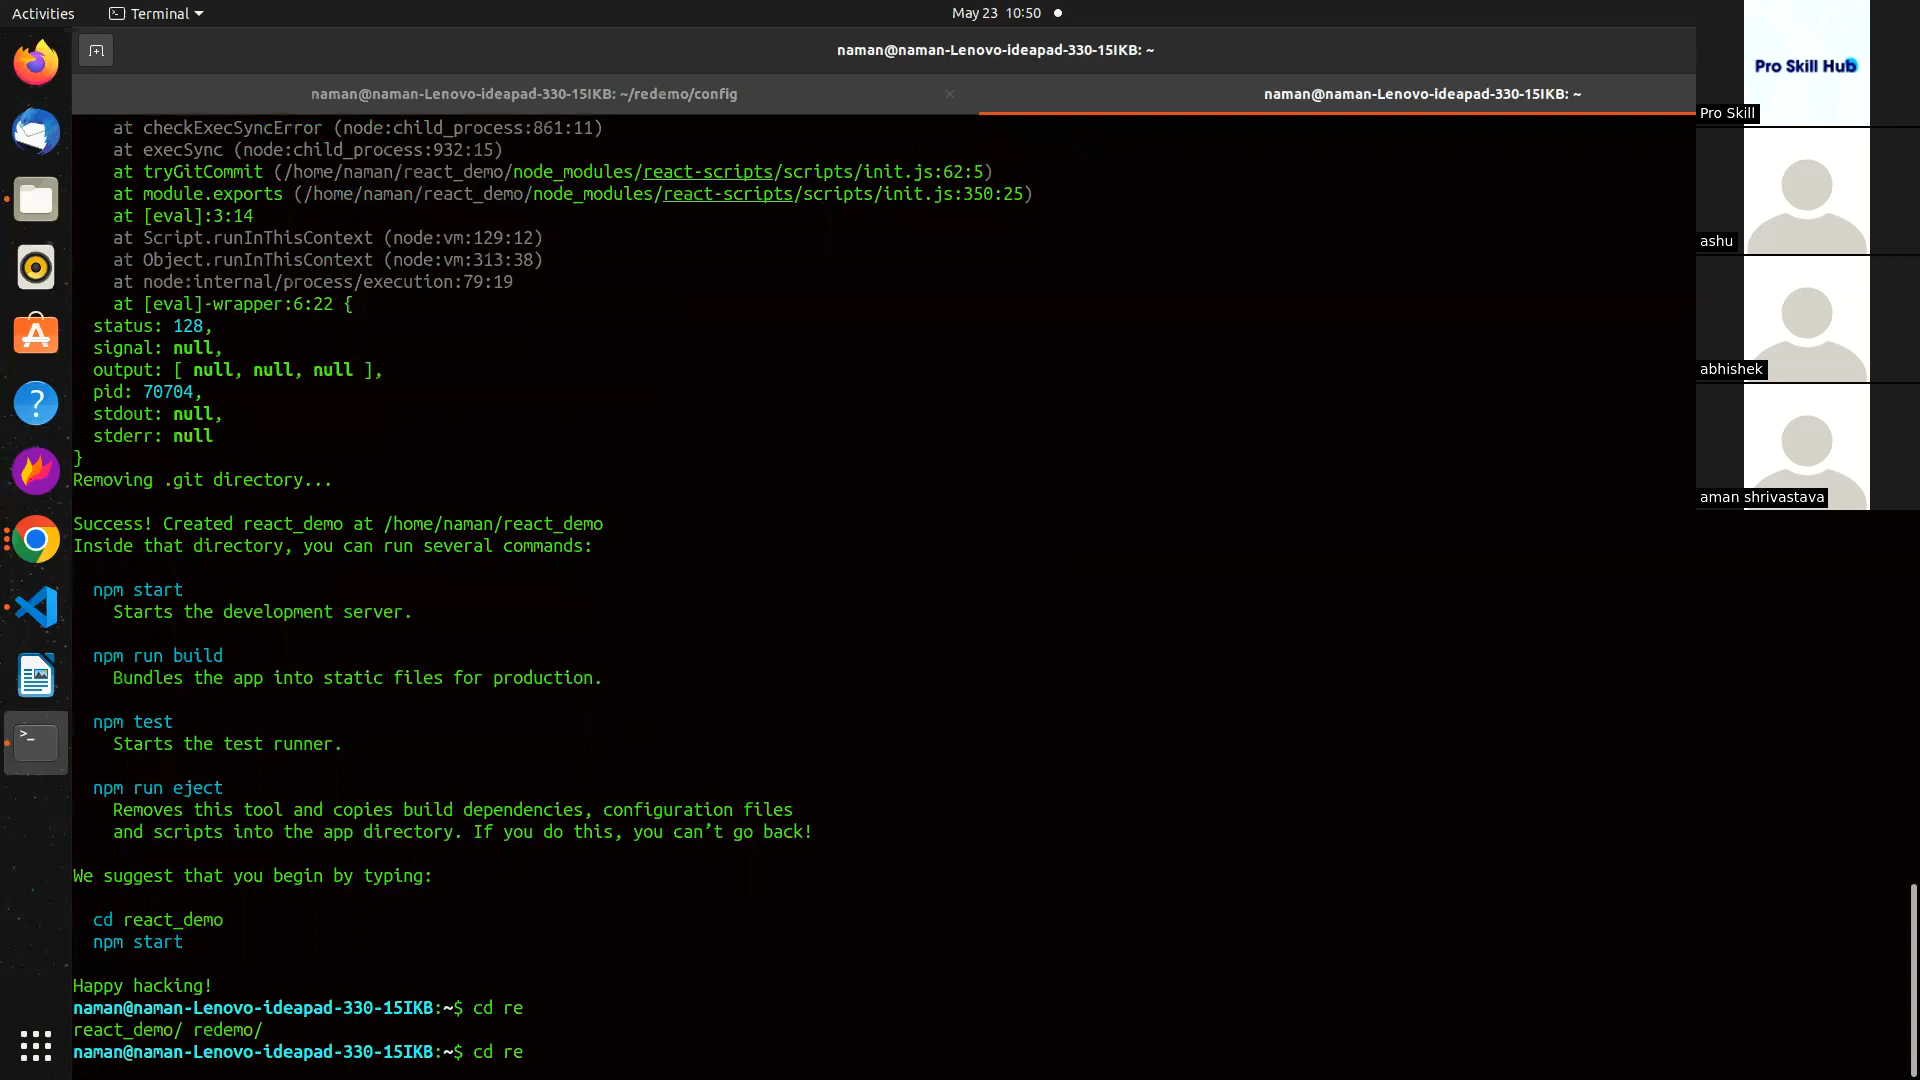 Activities
Terminal
May 23 10:50
naman@naman-Lenovo-ideapad-330-15IKB: ~
naman@naman-Lenovo-ideapad-330-15IKB: ~/redemo/config
naman@naman-Lenovo-ideapad-330-15IKB: ~
at checkExecSyncError (node:child_process:861:11)
at execSync (node:child_process:932:15)
at tryGitCommit (/home/naman/react_demo/node_modules/react-scripts/scripts/init.js:62:5)
at module.exports (/home/naman/react_demo/node_modules/react-scripts/scripts/init.js:350:25)
at [eval]:3:14
at Script.runInThisContext (node:vm:129:12)
at Object.runInThisContext (node:vm:313:38)
at node:internal/process/execution:79:19
at [eval]-wrapper:6:22 {
status: 128,
signal: null,
output: [ null, null, null ],
pid: 70704,
stdout: null,
stderr: null
}
Removing .git directory...
Success! Created react_demo at /home/naman/react_demo
Inside that directory, you can run several commands:
npm start
Starts the development server.
npm run build
Bundles the app into static files for production.
npm test
Starts the test runner.
npm run eject
Removes this tool and copies build dependencies, configuration files
and scripts into the app directory. If you do this, you can’t go back!
We suggest that you begin by typing:
cd react_demo
npm start
Happy hacking!
naman@naman-Lenovo-ideapad-330-15IKB:~$ cd re
react_demo/ redemo/
naman@naman-Lenovo-ideapad-330-15IKB:~$ cd re
Pro Skill Hub
Pro Skill
ashu
abhishek
aman shrivastava